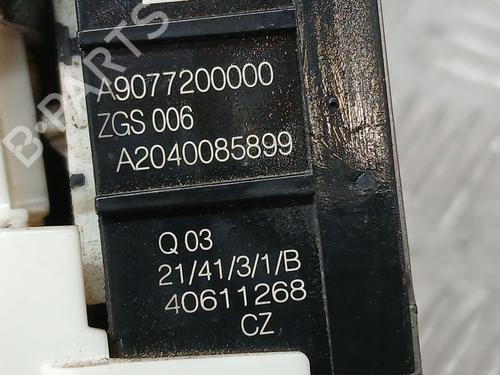 A9077200000
ZGS 006
A2040085899
Q 03
21/41/3/1/B
40611268
CZ
B-PARTS